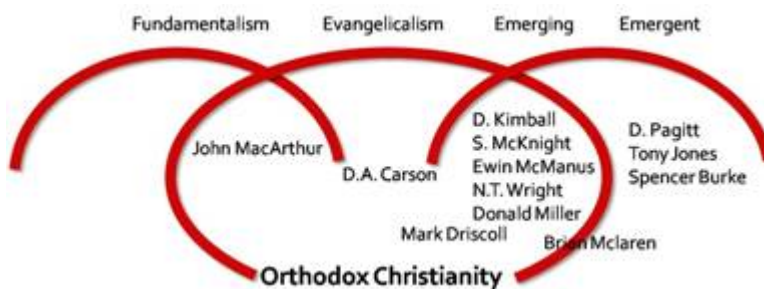 Fundamentalism Evangelicalism Emerging Emergent
D. Kimball
S. McKnight
Ewin McManus
N.T. Wright
Donald Miller
D. Pagitt
Tony Jones
Spencer Burke
John MacArthur
D.A. Carson
Mark Driscoll
Brian Mclaren
Orthodox Christianity